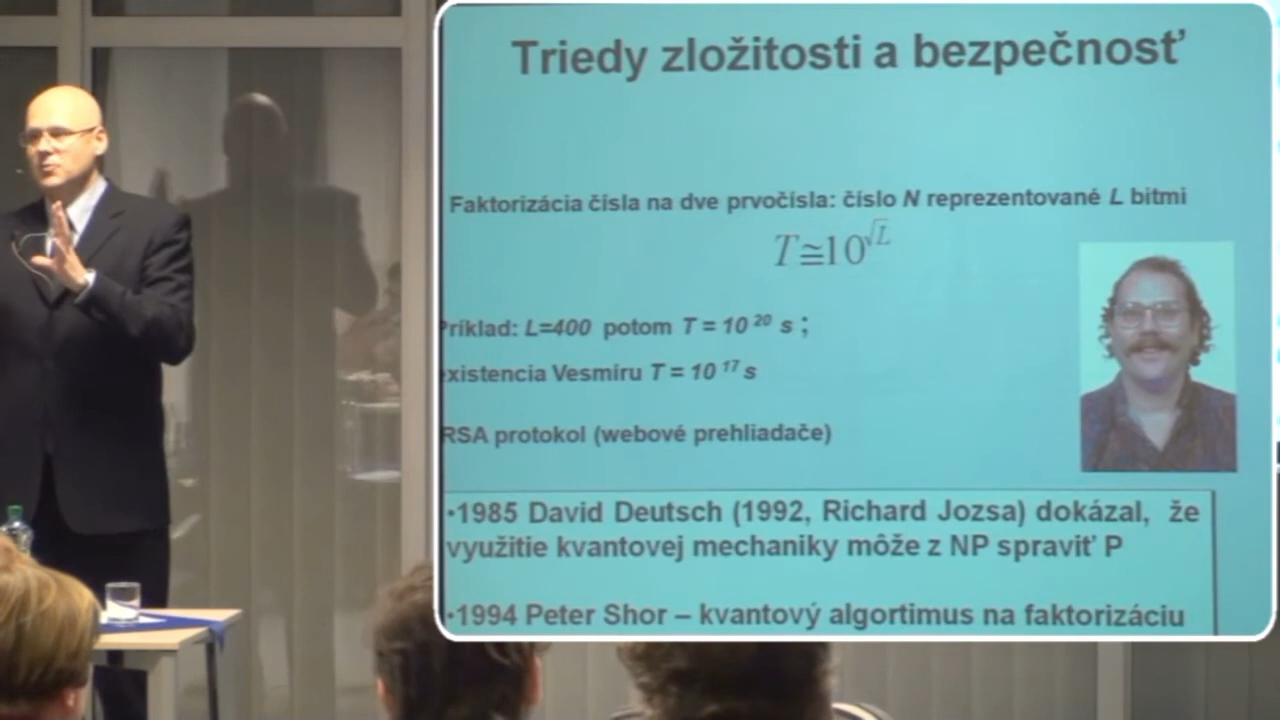 Triedy zložitosti a bezpečnosť
Faktorizácia čísla na dve prvočísla: číslo N reprezentované L bitmi
T≅10^√L
Príklad: L=400 potom T = 10 ²⁰ s ;
existencia Vesmíru T = 10 ¹⁷ s
RSA protokol (webové prehliadače)
•1985 David Deutsch (1992, Richard Jozsa) dokázal, že
využitie kvantovej mechaniky môže z NP spraviť P
•1994 Peter Shor – kvantový algortimus na faktorizáciu